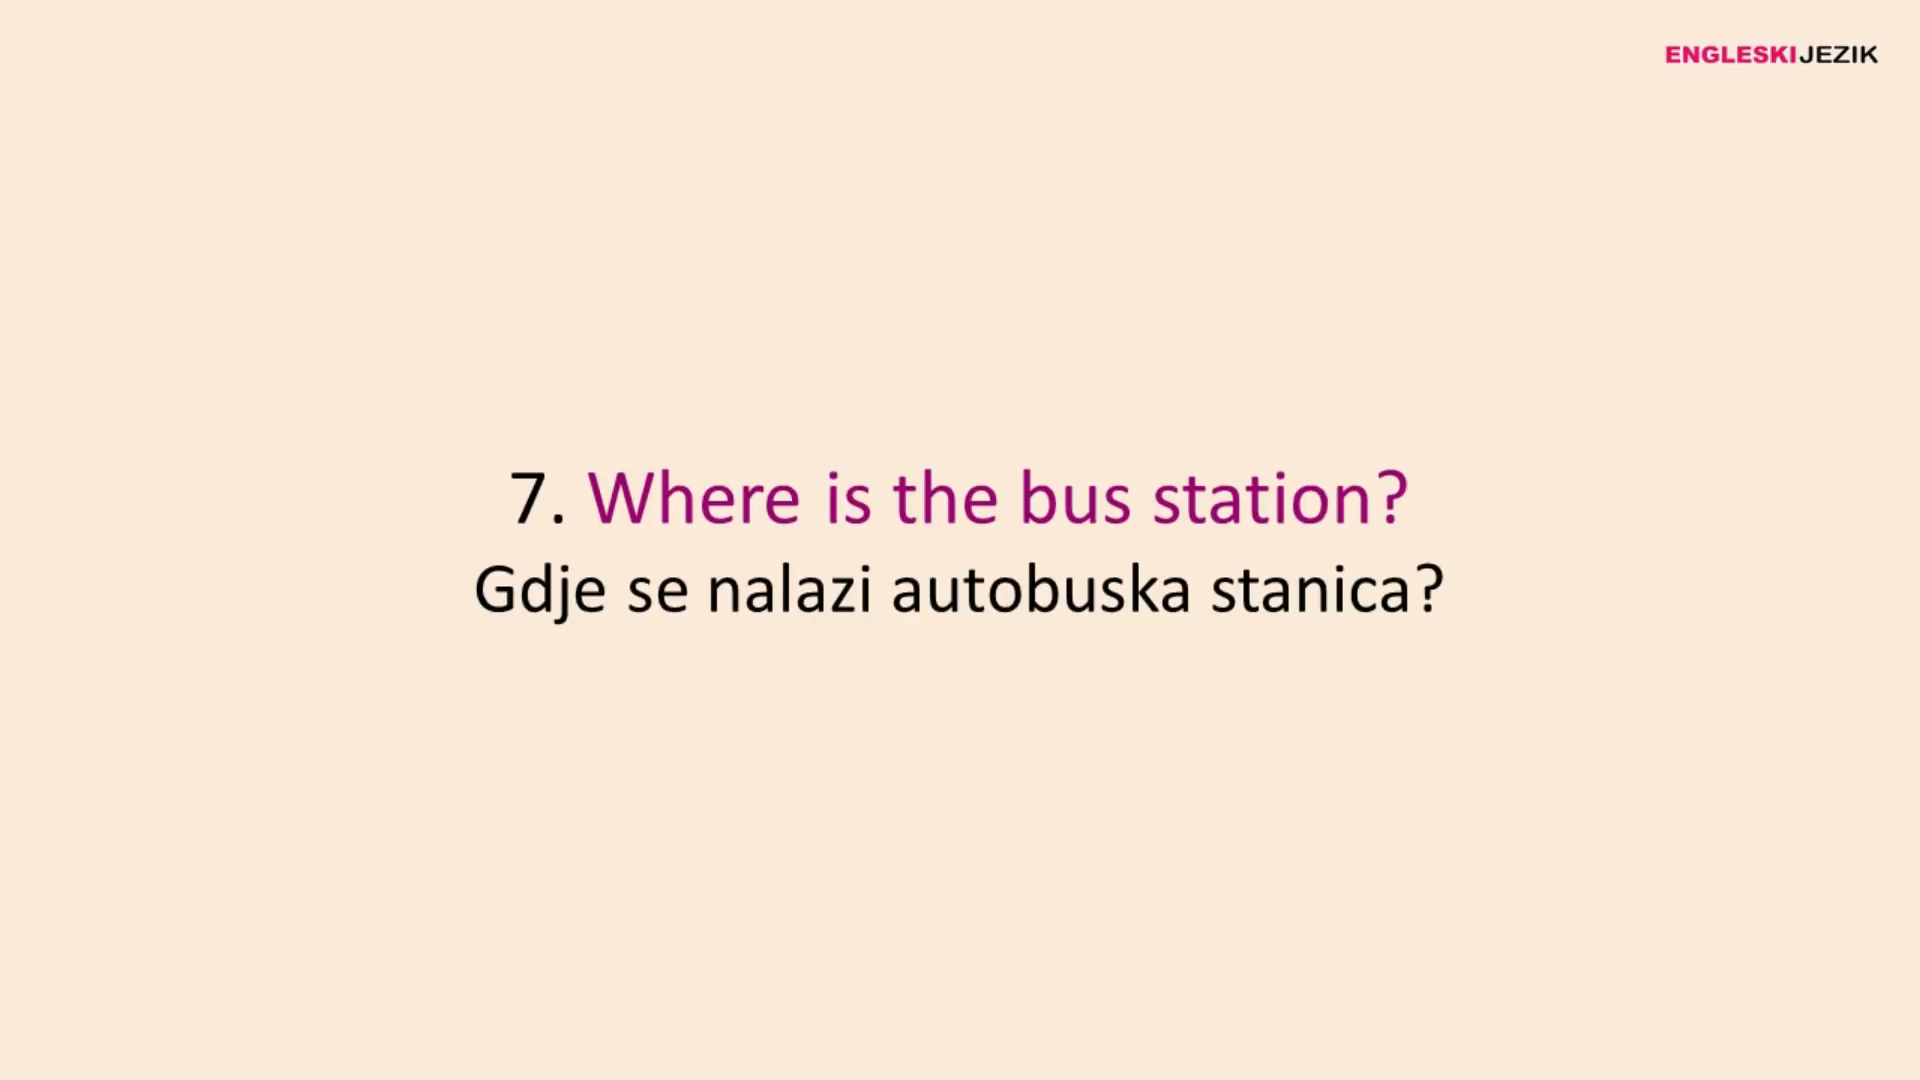 ENGLESKIJEZIK
7. Where is the bus station?
Gdje se nalazi autobuska stanica?